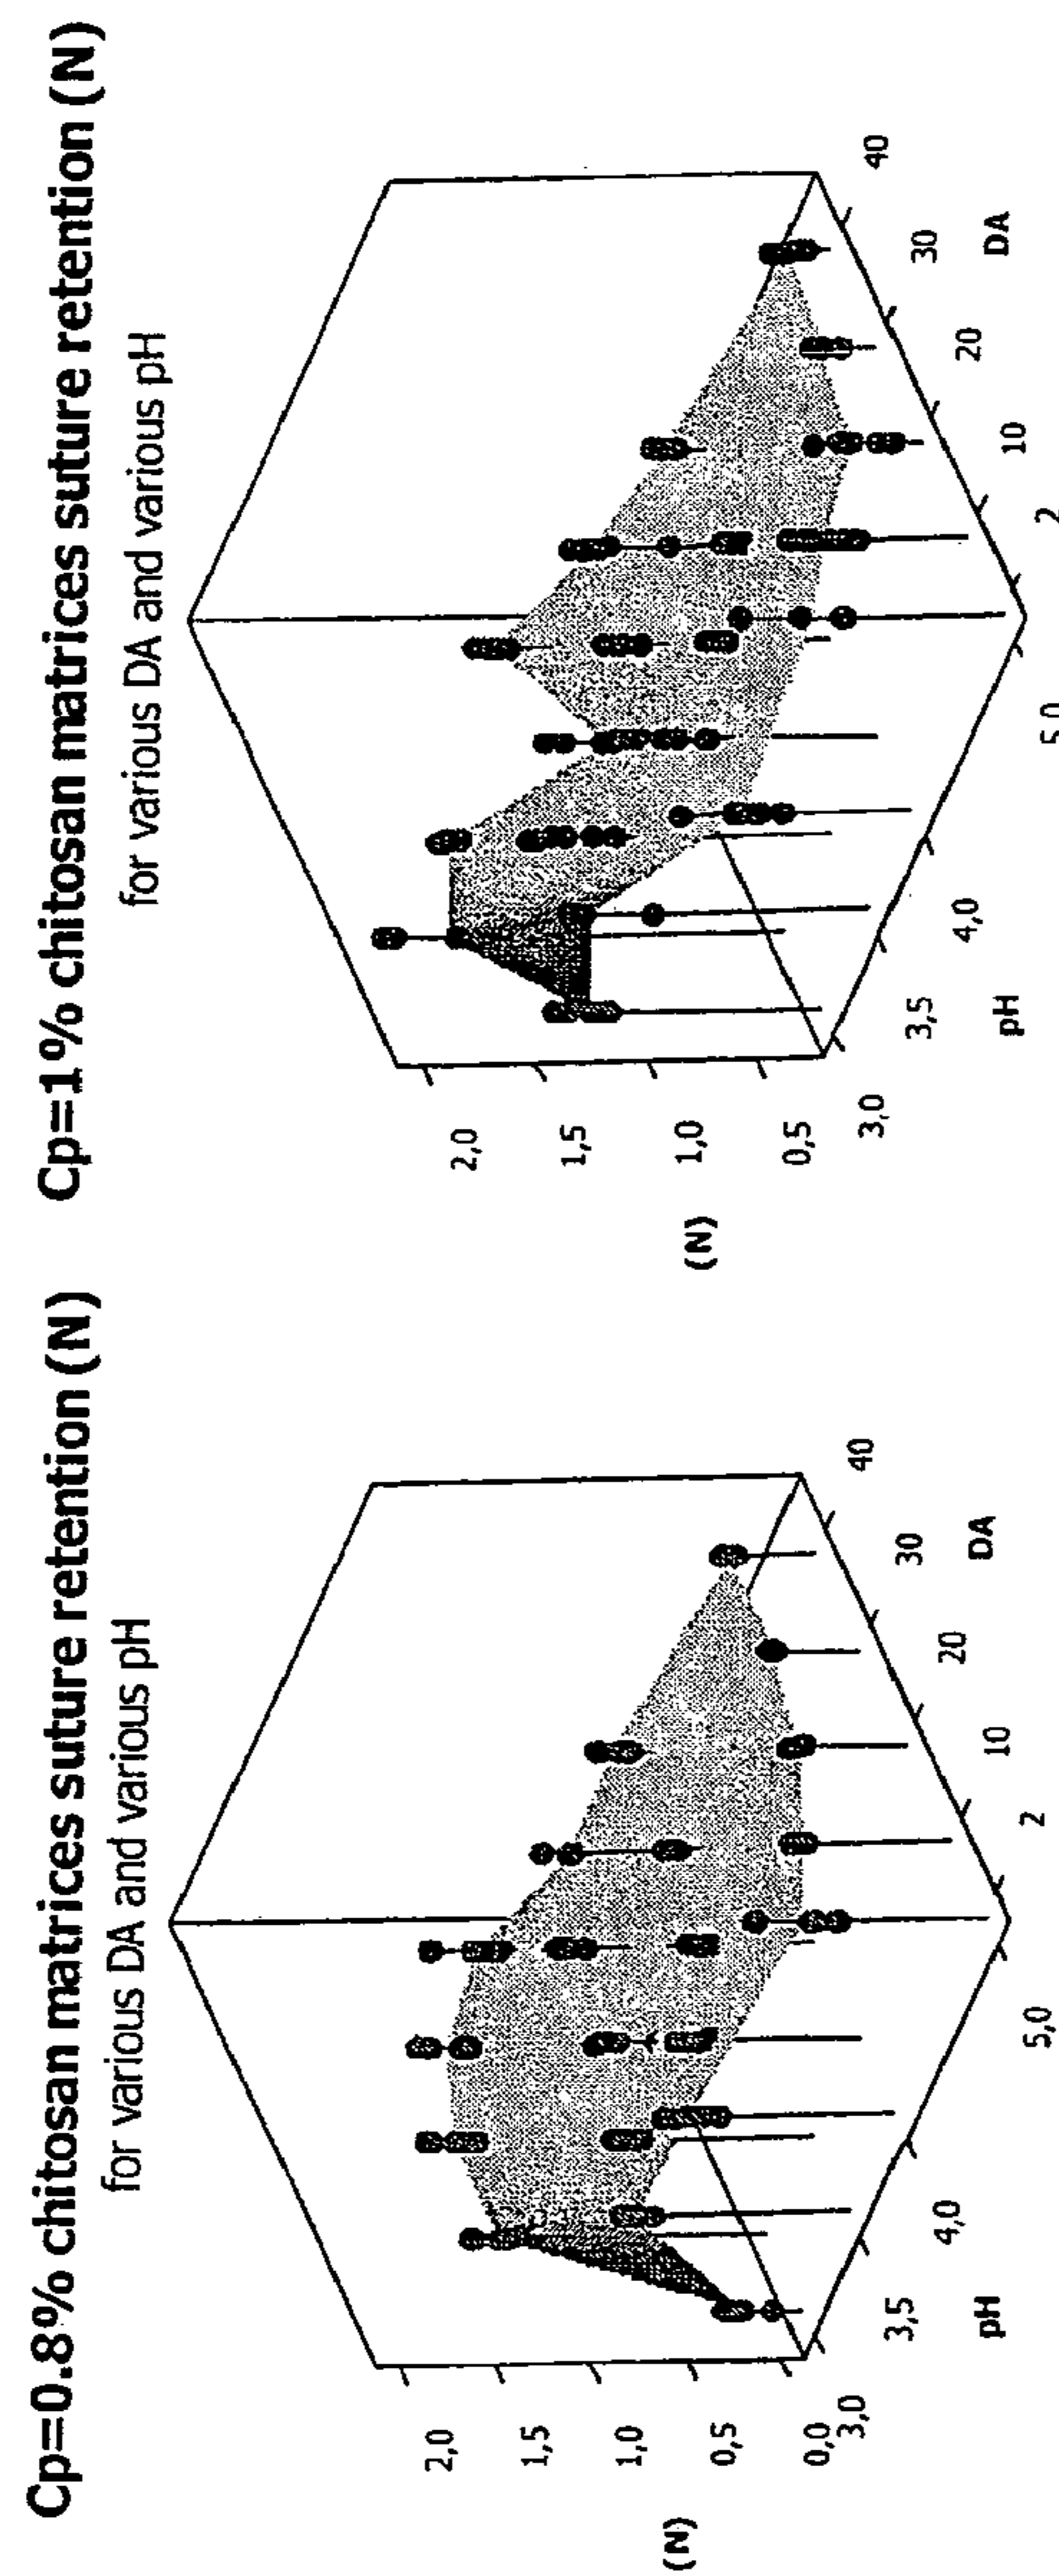 Cp=0.8% chitosan matrices suture retention (N)
for various DA and various pH
(N)
2,0
1,5
1,0
0,5
0,0
3,0
3,5
4,0
5,0
pH
2
10
20
30
40
DA
Cp=1% chitosan matrices suture retention (N)
for various DA and various pH
(N)
2,0
1,5
1,0
0,5
3,0
3,5
4,0
5,0
pH
2
10
20
30
40
DA